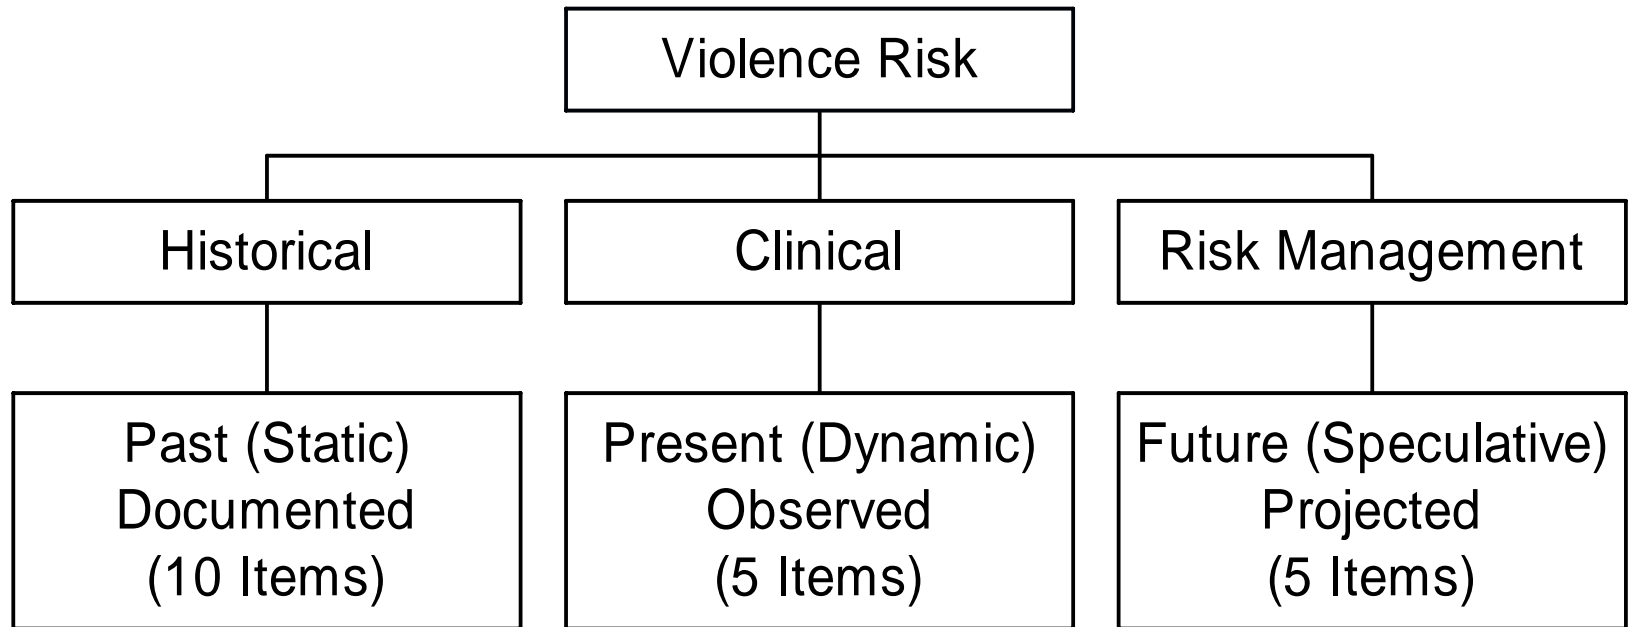 Violence Risk
Historical
Clinical
Risk Management
Past (Static)
Documented
(10 Items)
Present (Dynamic)
Observed
(5 Items)
Future (Speculative)
Projected
(5 Items)